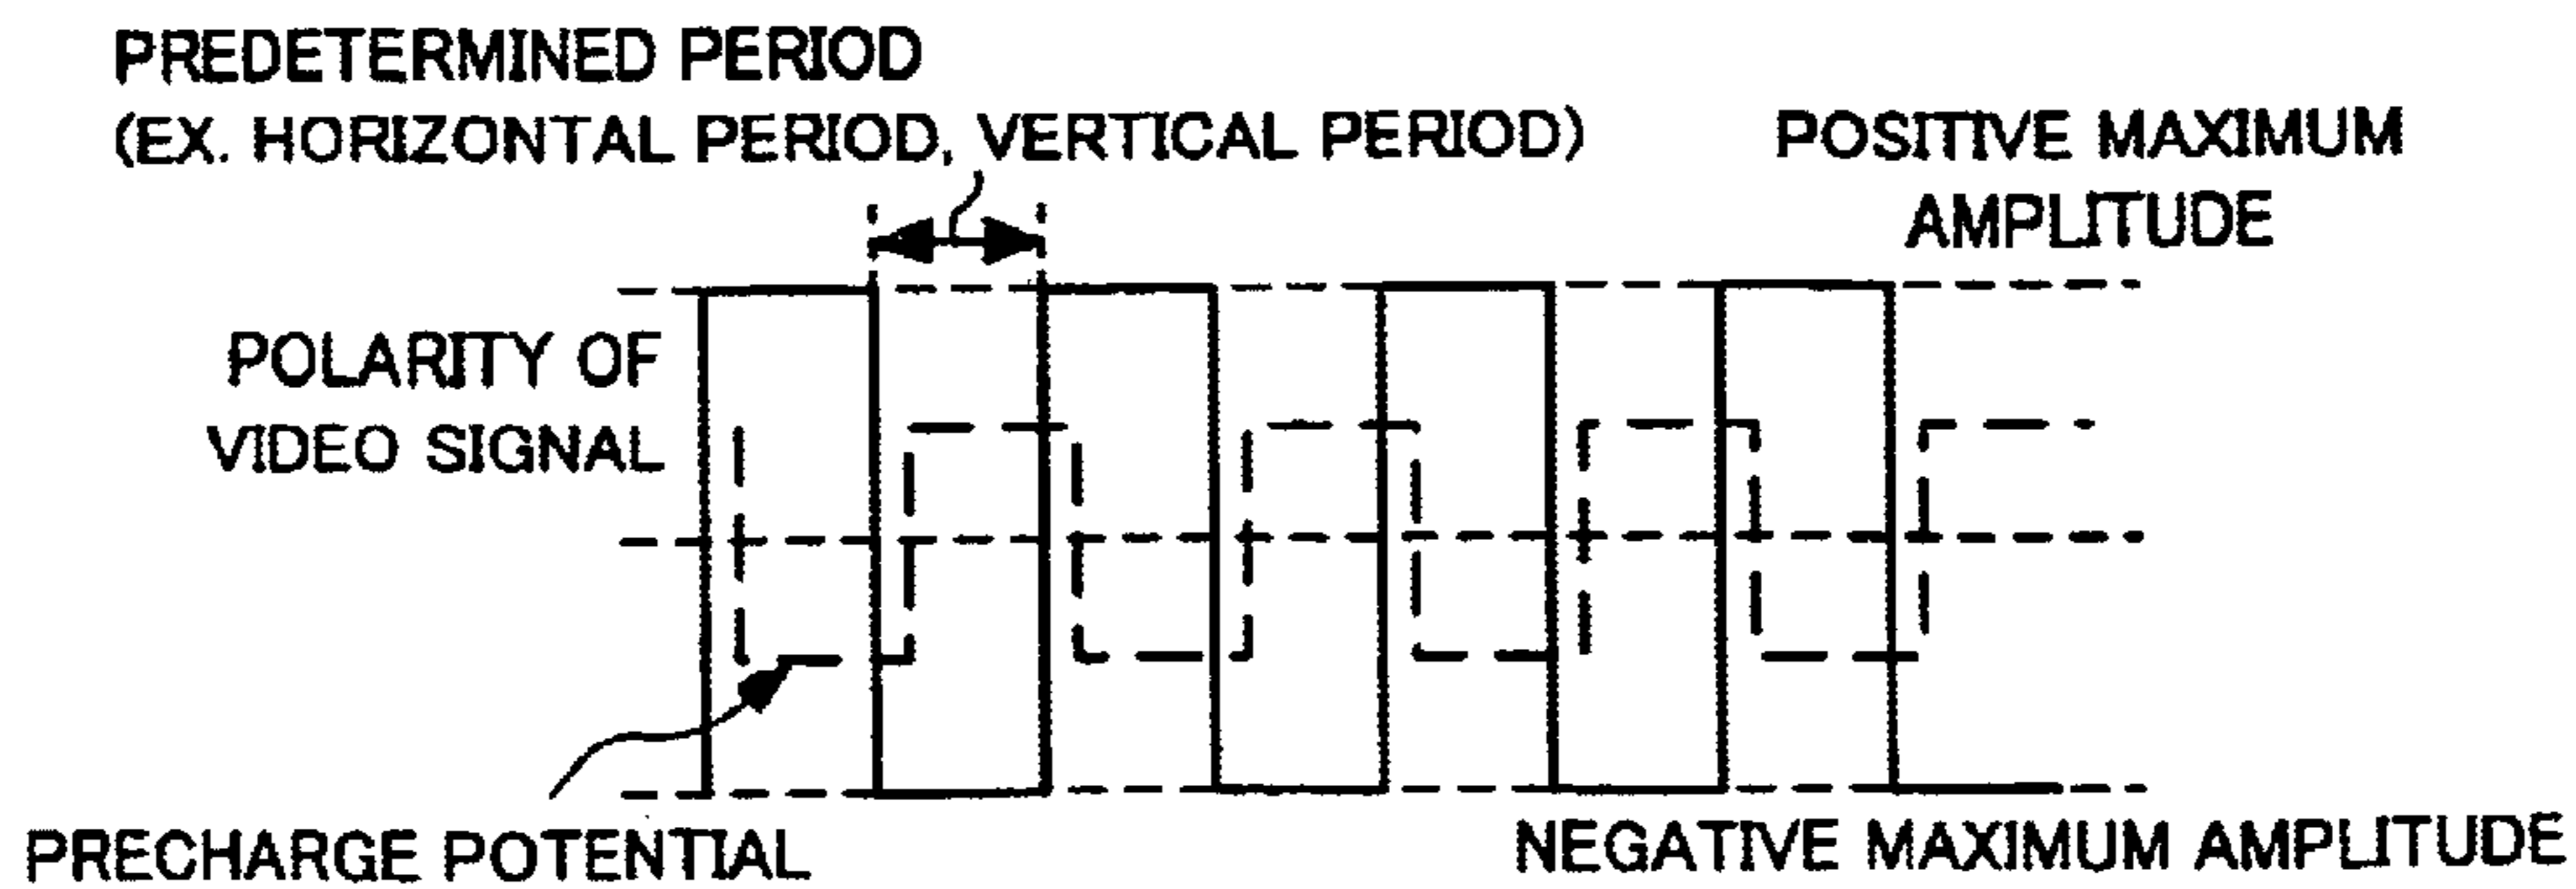 PREDETERMINED PERIOD
(EX. HORIZONTAL PERIOD, VERTICAL PERIOD)
POSITIVE MAXIMUM
AMPLITUDE
POLARITY OF
VIDEO SIGNAL
PRECHARGE POTENTIAL
NEGATIVE MAXIMUM AMPLITUDE